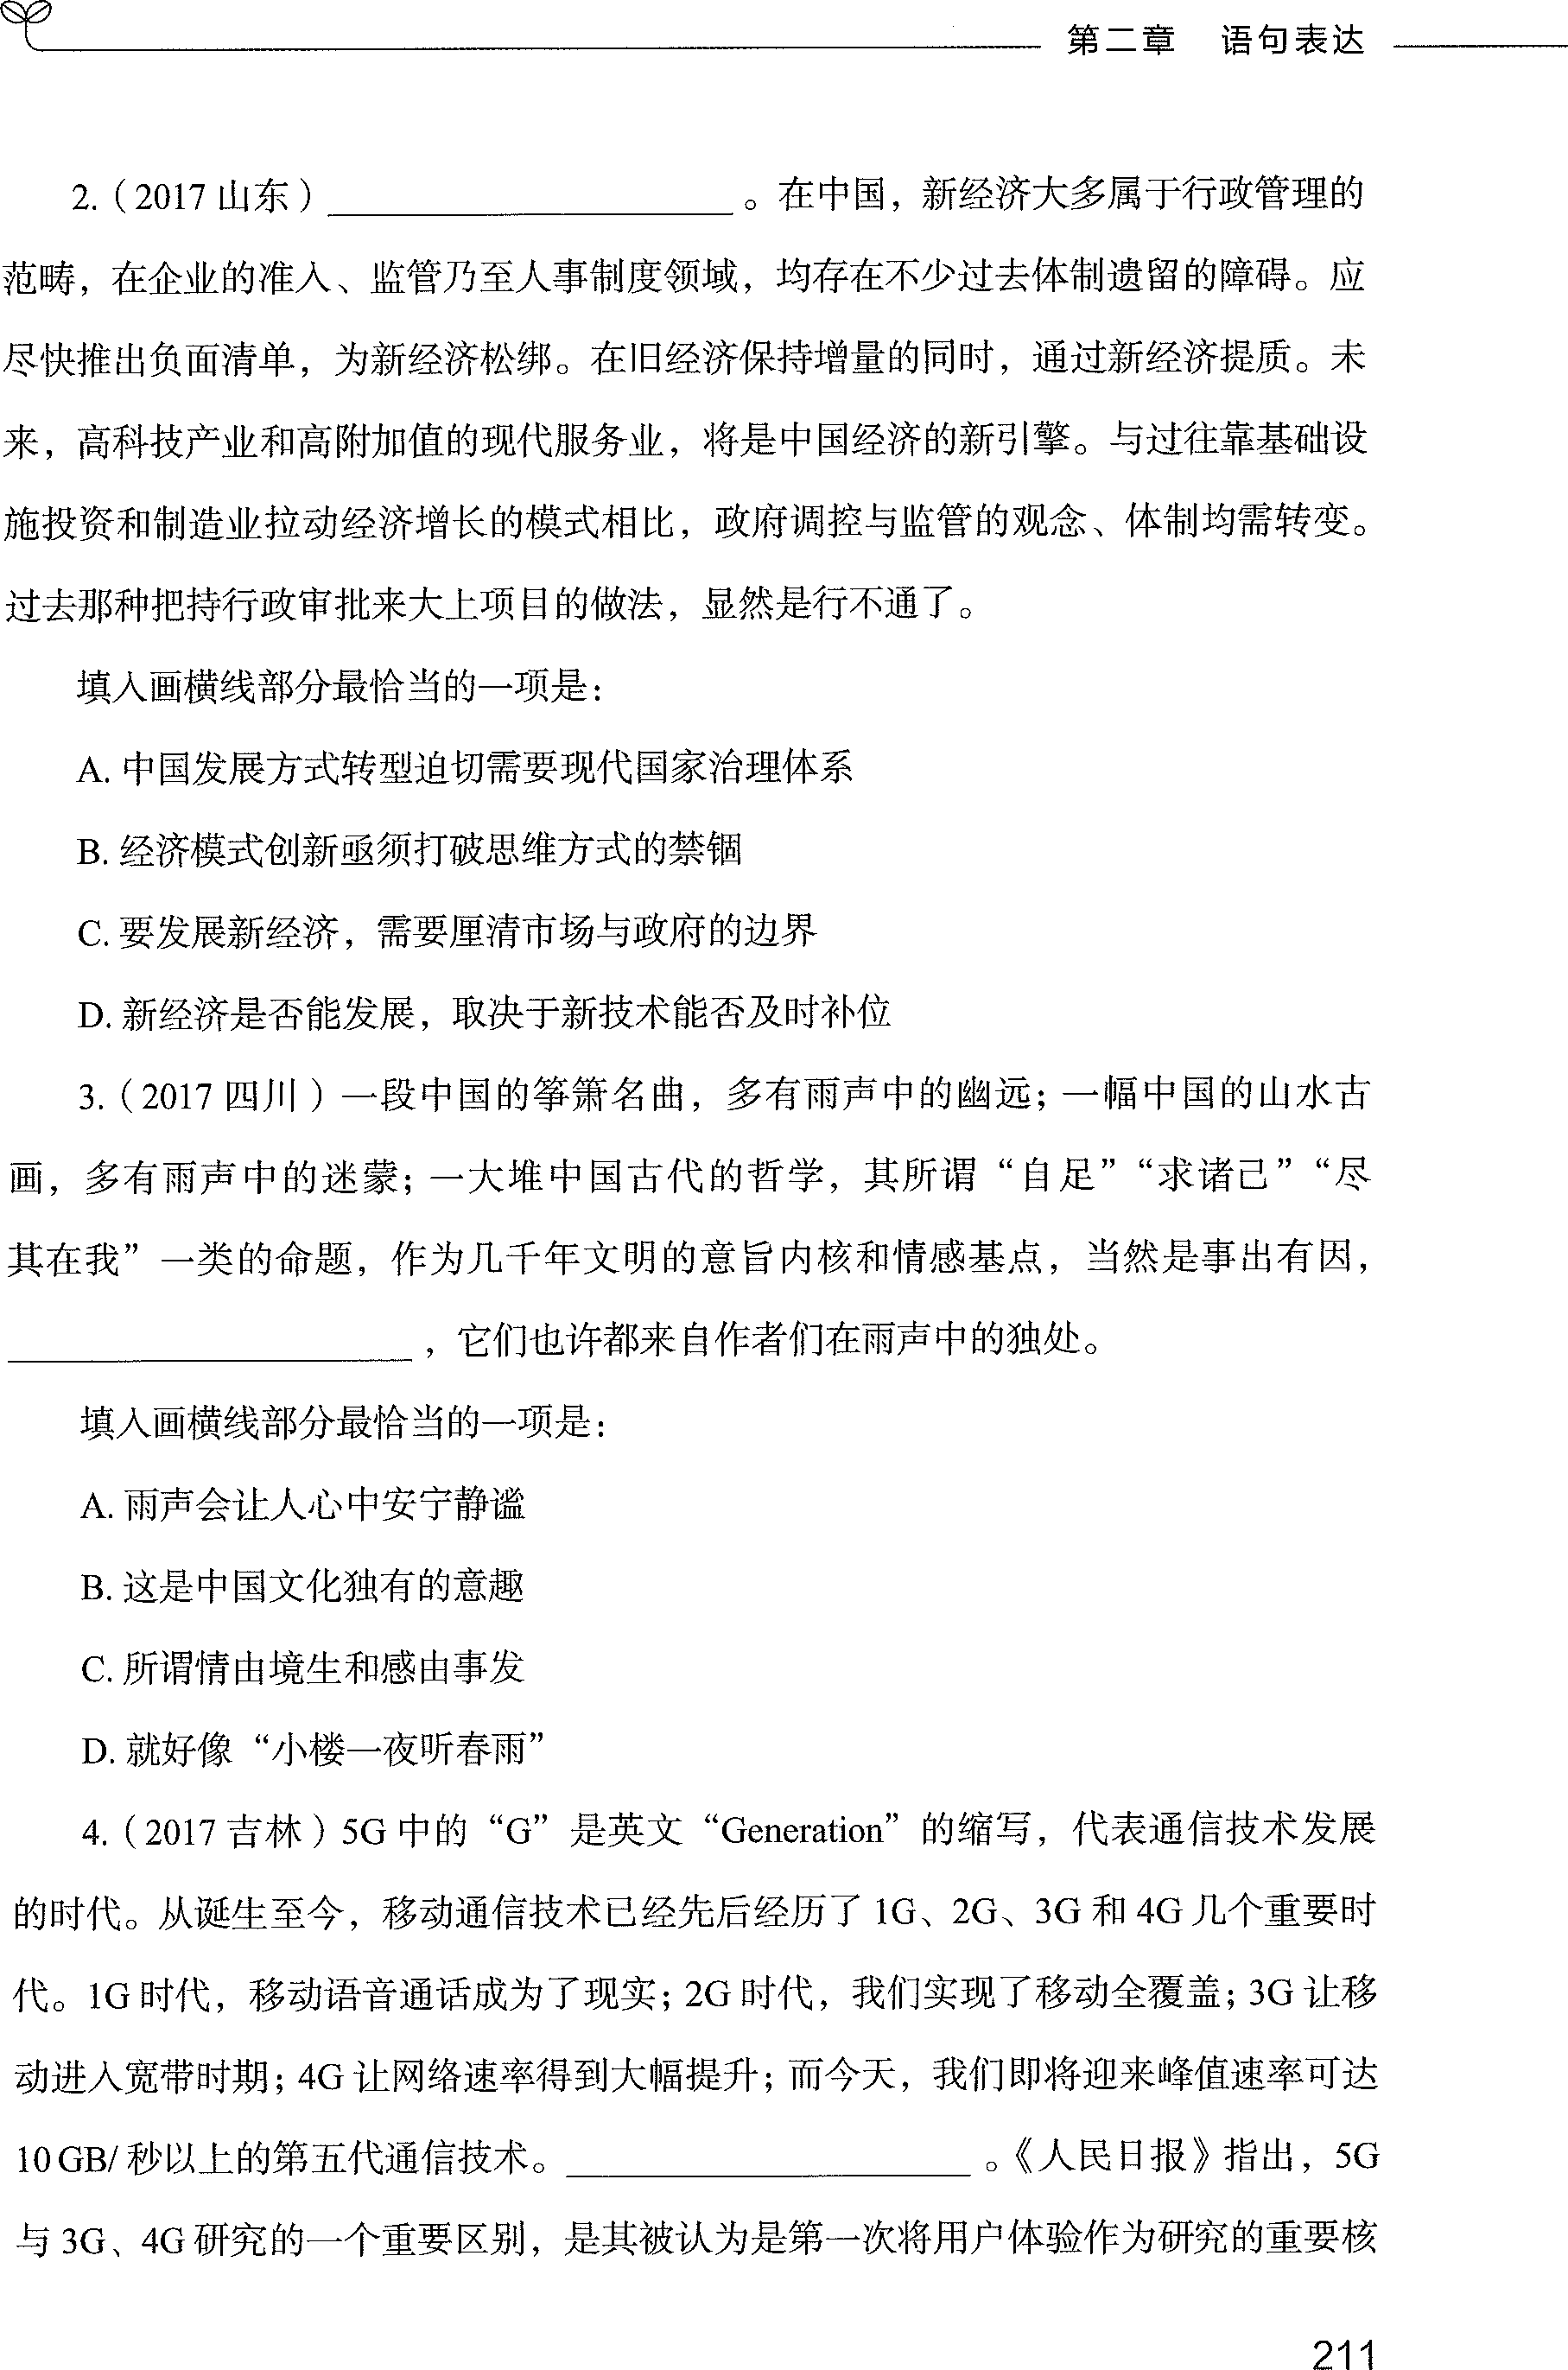 第二章 语句表达
2.（2017 山东）＿＿＿＿＿＿＿＿＿＿。在中国，新经济大多属于行政管理的
范畴，在企业的准入、监管乃至人事制度领域，均存在不少过去体制遗留的障碍。应
尽快推出负面清单，为新经济松绑。在旧经济保持增量的同时，通过新经济提质。未
来，高科技产业和高附加值的现代服务业，将是中国经济的新引擎。与过往靠基础设
施投资和制造业拉动经济增长的模式相比，政府调控与监管的观念、体制均需转变。
过去那种把持行政审批来大上项目的做法，显然是行不通了。
填入画横线部分最恰当的一项是：
A. 中国发展方式转型迫切需要现代国家治理体系
B. 经济模式创新亟须打破思维方式的禁锢
C. 要发展新经济，需要厘清市场与政府的边界
D. 新经济是否能发展，取决于新技术能否及时补位
3.（2017 四川）一段中国的筝箫名曲，多有雨声中的幽远；一幅中国的山水古
画，多有雨声中的迷蒙；一大堆中国古代的哲学，其所谓“自足”“求诸己”“尽
其在我”一类的命题，作为几千年文明的意旨内核和情感基点，当然是事出有因，
＿＿＿＿＿＿＿＿＿＿，它们也许都来自作者们在雨声中的独处。
填入画横线部分最恰当的一项是：
A. 雨声会让人心中安宁静谧
B. 这是中国文化独有的意趣
C. 所谓情由境生和感由事发
D. 就好像“小楼一夜听春雨”
4.（2017 吉林）5G 中的“G”是英文“Generation”的缩写，代表通信技术发展
的时代。从诞生至今，移动通信技术已经先后经历了 1G、2G、3G 和 4G 几个重要时
代。1G 时代，移动语音通话成为了现实；2G 时代，我们实现了移动全覆盖；3G 让移
动进入宽带时期；4G 让网络速率得到大幅提升；而今天，我们即将迎来峰值速率可达
10 GB/ 秒以上的第五代通信技术。＿＿＿＿＿＿＿＿＿＿。《人民日报》指出，5G
与 3G、4G 研究的一个重要区别，是其被认为是第一次将用户体验作为研究的重要核
211